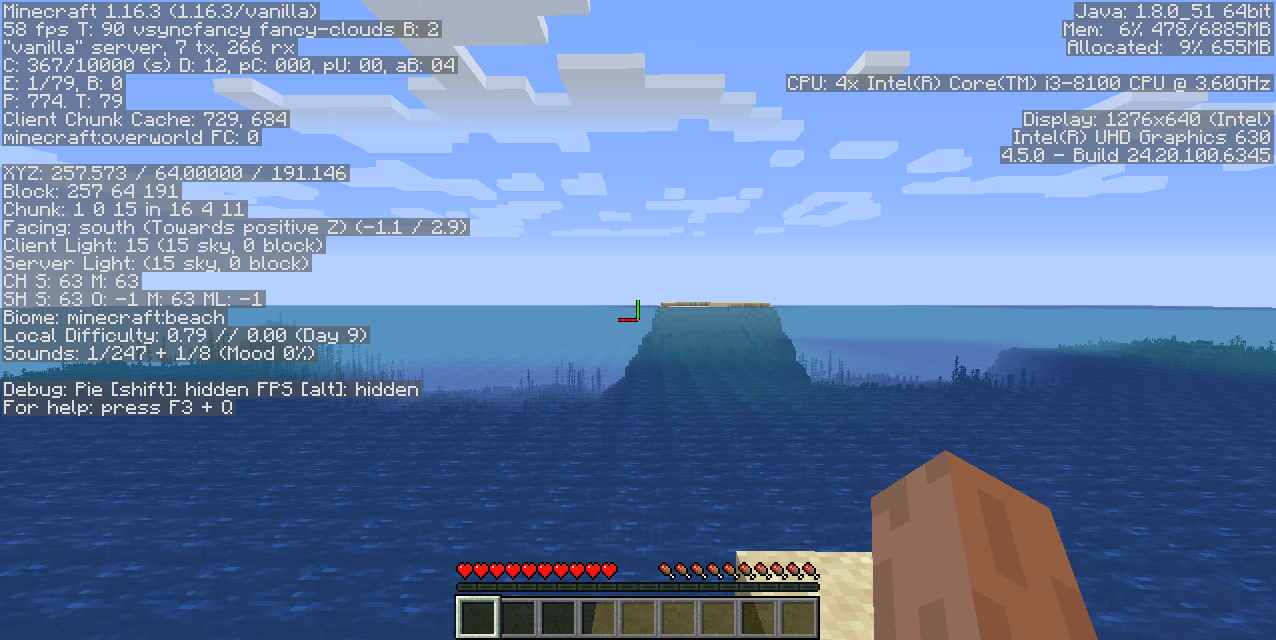 Minecraft 1.16.3 (1.16.3/vanilla)
58 fps T: 90 vsyncfancy fancy-clouds B: 2
"vanilla" server, 7 tx, 266 rx
C: 367/10000 (s) D: 12, pC: 000, pU: 00, aB: 04
E: 1/79, B: 0
P: 774. T: 79
Client Chunk Cache: 729, 684
minecraft:overworld FC: 0
XYZ: 257.573 / 64.00000 / 191.146
Block: 257 64 191
Chunk: 1 0 15 in 16 4 11
Facing: south (Towards positive Z) (-1.1 / 2.9)
Client Light: 15 (15 sky, 0 block)
Server Light: (15 sky, 0 block)
CH S: 63 M: 63
SH S: 63 O: -1 M: 63 ML: -1
Biome: minecraft:beach
Local Difficulty: 0.79 // 0.00 (Day 9)
Sounds: 1/247 + 1/8 (Mood 0%)
Debug: Pie [shift]: hidden FPS [alt]: hidden
For help: press F3 + Q
Java: 1.8.0_51 64bit
Mem: 6% 478/6885MB
Allocated: 9% 655MB
CPU: 4x Intel(R) Core(TM) i3-8100 CPU @ 3.60GHz
Display: 1276x640 (Intel)
Intel(R) UHD Graphics 630
4.5.0 - Build 24.20.100.6345